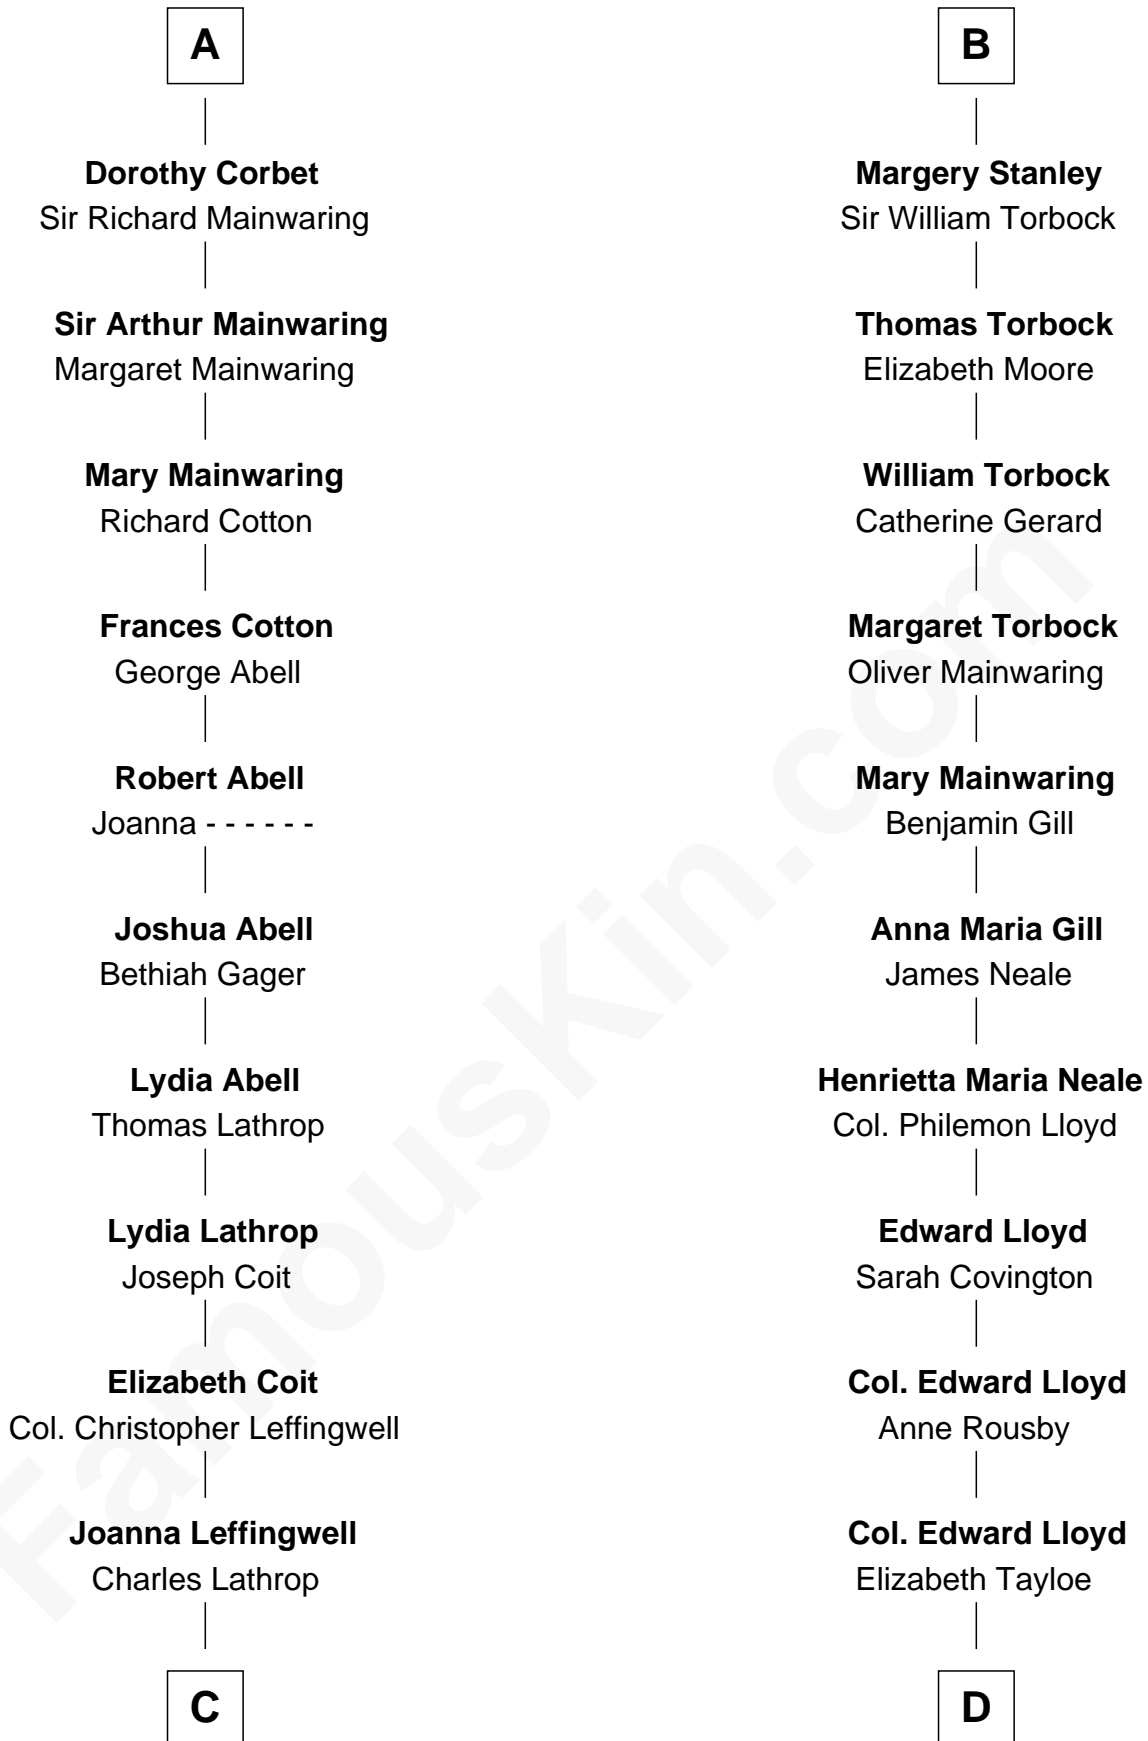 A
Dorothy Corbet
Sir Richard Mainwaring
Sir Arthur Mainwaring
Margaret Mainwaring
Mary Mainwaring
Richard Cotton
Frances Cotton
George Abell
Robert Abell
Joanna - - - - - -
Joshua Abell
Bethiah Gager
Lydia Abell
Thomas Lathrop
Lydia Lathrop
Joseph Coit
Elizabeth Coit
Col. Christopher Leffingwell
Joanna Leffingwell
Charles Lathrop
C
B
Margery Stanley
Sir William Torbock
Thomas Torbock
Elizabeth Moore
William Torbock
Catherine Gerard
Margaret Torbock
Oliver Mainwaring
Mary Mainwaring
Benjamin Gill
Anna Maria Gill
James Neale
Henrietta Maria Neale
Col. Philemon Lloyd
Edward Lloyd
Sarah Covington
Col. Edward Lloyd
Anne Rousby
Col. Edward Lloyd
Elizabeth Tayloe
D
FamousKin.com